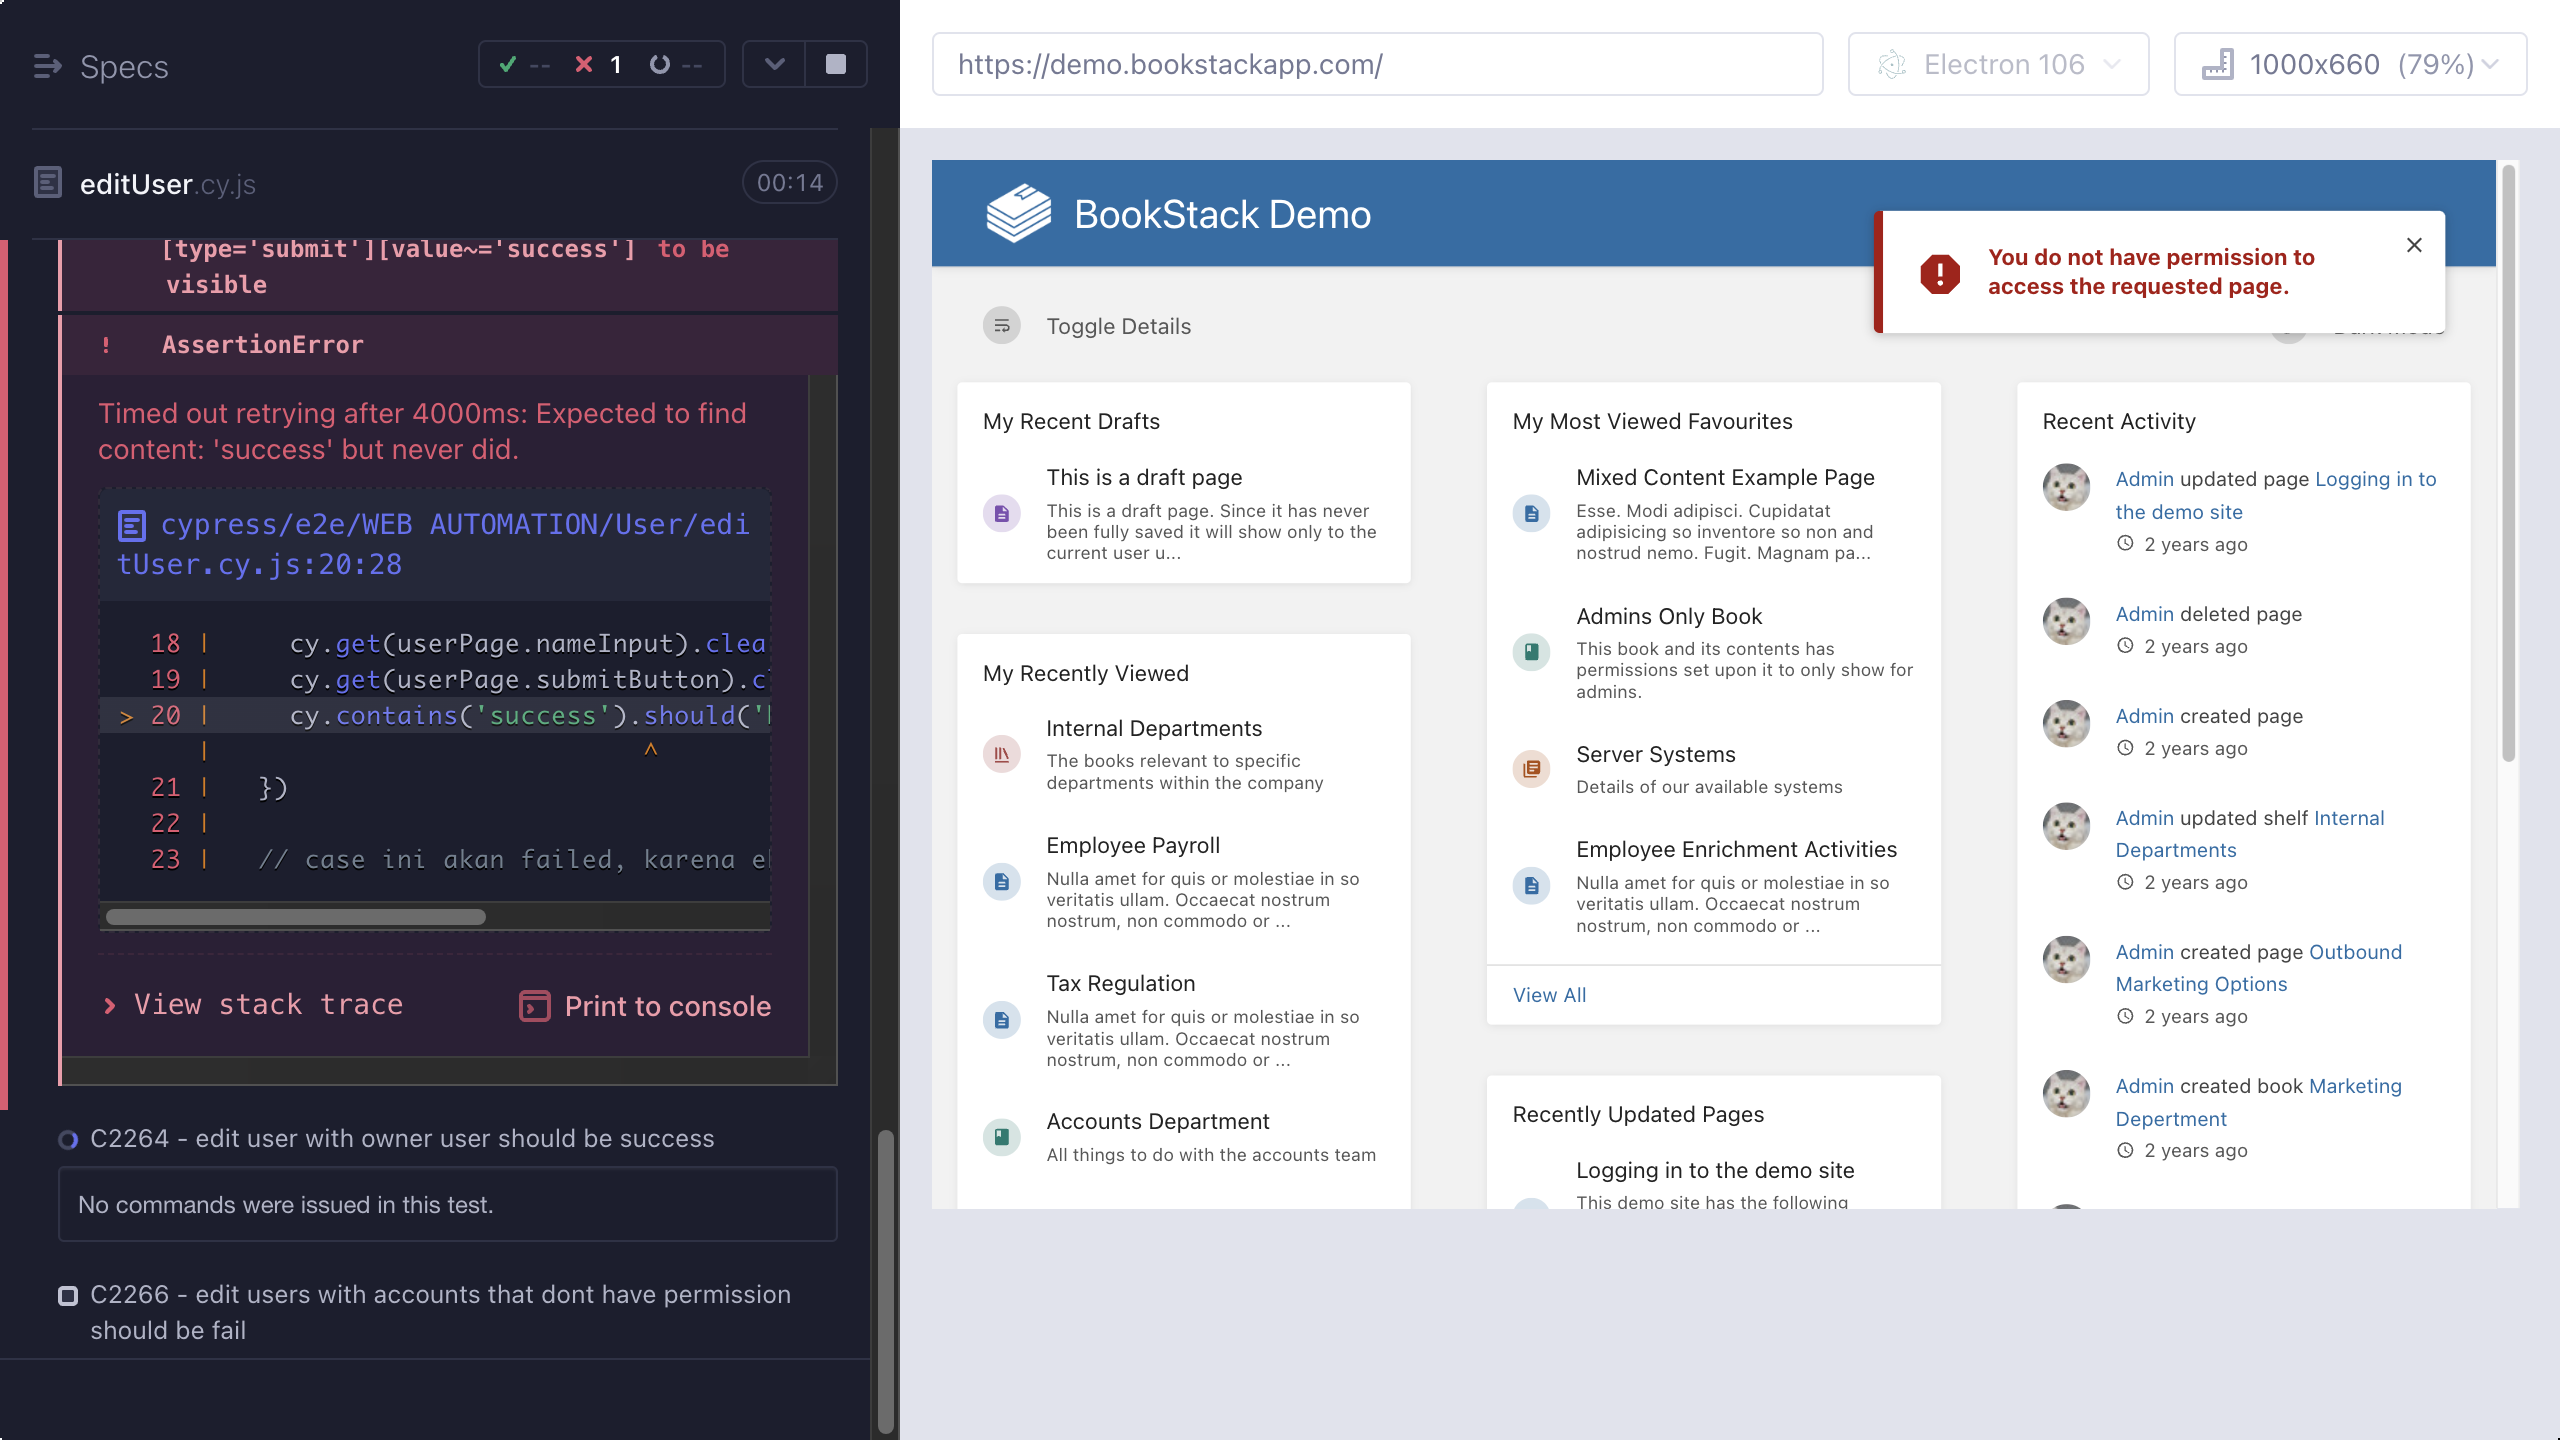 Specs
--
1
--
editUser.cy.js
00:14
[type='submit'][value~='success'] to be
visible
! AssertionError
Timed out retrying after 4000ms: Expected to find
content: 'success' but never did.
cypress/e2e/WEB AUTOMATION/User/edi
tUser.cy.js:20:28
18 | cy.get(userPage.nameInput).clea
19 | cy.get(userPage.submitButton).c
> 20 | cy.contains('success').should('
| ^
21 | })
22 |
23 | // case ini akan failed, karena
View stack trace
Print to console
C2264 - edit user with owner user should be success
No commands were issued in this test.
C2266 - edit users with accounts that dont have permission
should be fail
https://demo.bookstackapp.com/
Electron 106
1000x660 (79%)
BookStack Demo
You do not have permission to
access the requested page.
Toggle Details
My Recent Drafts
This is a draft page
This is a draft page. Since it has never
been fully saved it will show only to the
current user u...
My Recently Viewed
Internal Departments
The books relevant to specific
departments within the company
Employee Payroll
Nulla amet for quis or molestiae in so
veritatis ullam. Occaecat nostrum
nostrum, non commodo or ...
Tax Regulation
Nulla amet for quis or molestiae in so
veritatis ullam. Occaecat nostrum
nostrum, non commodo or ...
Accounts Department
All things to do with the accounts team
My Most Viewed Favourites
Mixed Content Example Page
Esse. Modi adipisci. Cupidatat
adipisicing so inventore so non and
nostrud nemo. Fugit. Magnam pa...
Admins Only Book
This book and its contents has
permissions set upon it to only show for
admins.
Server Systems
Details of our available systems
Employee Enrichment Activities
Nulla amet for quis or molestiae in so
veritatis ullam. Occaecat nostrum
nostrum, non commodo or ...
View All
Recently Updated Pages
Logging in to the demo site
This demo site has the following
Recent Activity
Admin updated page Logging in to
the demo site
2 years ago
Admin deleted page
2 years ago
Admin created page
2 years ago
Admin updated shelf Internal
Departments
2 years ago
Admin created page Outbound
Marketing Options
2 years ago
Admin created book Marketing
Depertment
2 years ago